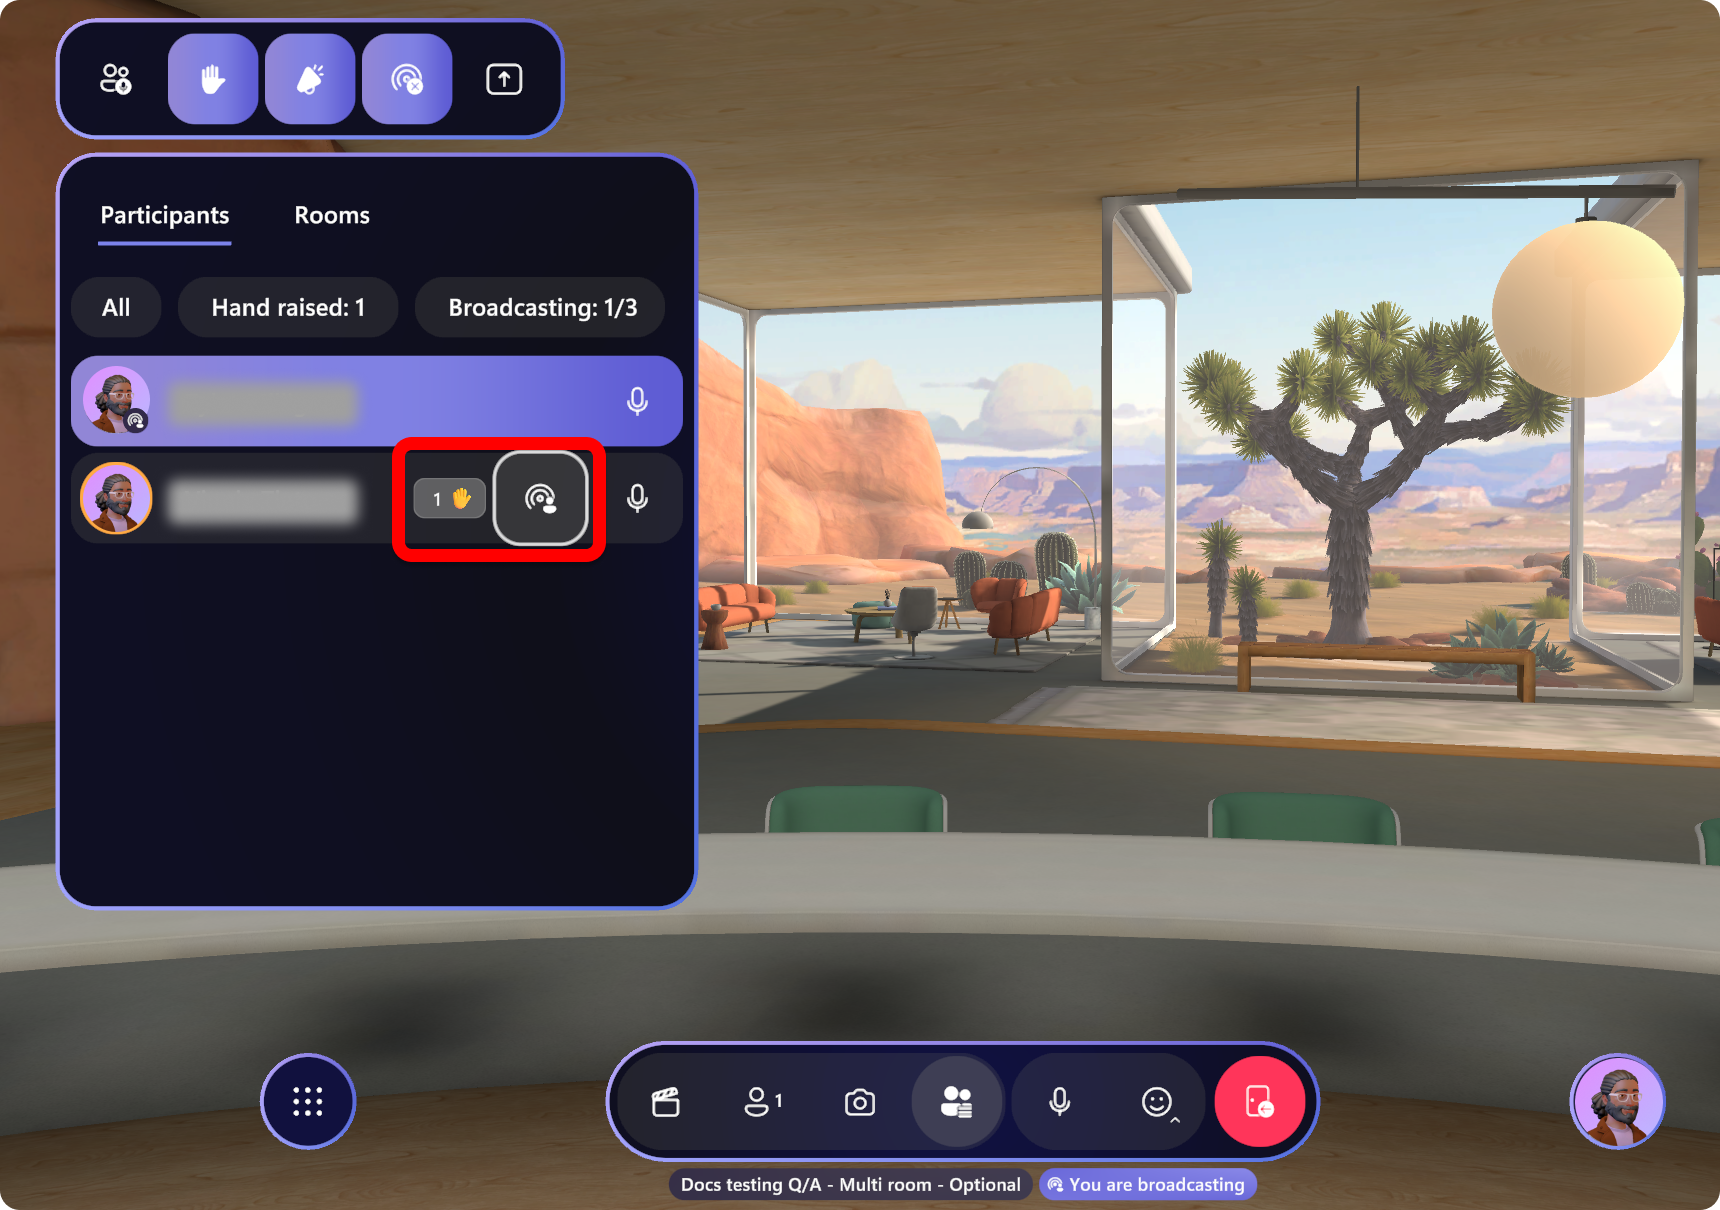 Participants Rooms
All Hand raised: 1 Broadcasting: 1/3
1
1
Docs testing Q/A - Multi room - Optional You are broadcasting